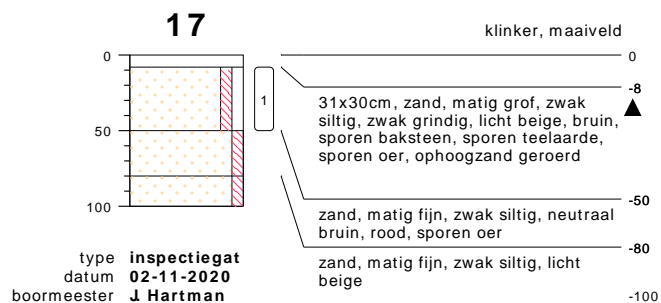 17
klinker, maaiveld
0
0
-8
1
31x30cm, zand, matig grof, zwak
siltig, zwak grindig, licht beige, bruin,
sporen baksteen, sporen teelaarde,
sporen oer, ophoogzand geroerd
50
-50
zand, matig fijn, zwak siltig, neutraal
bruin, rood, sporen oer
-80
zand, matig fijn, zwak siltig, licht
beige
100
-100
type inspectiegat
datum 02-11-2020
boormeester J. Hartman